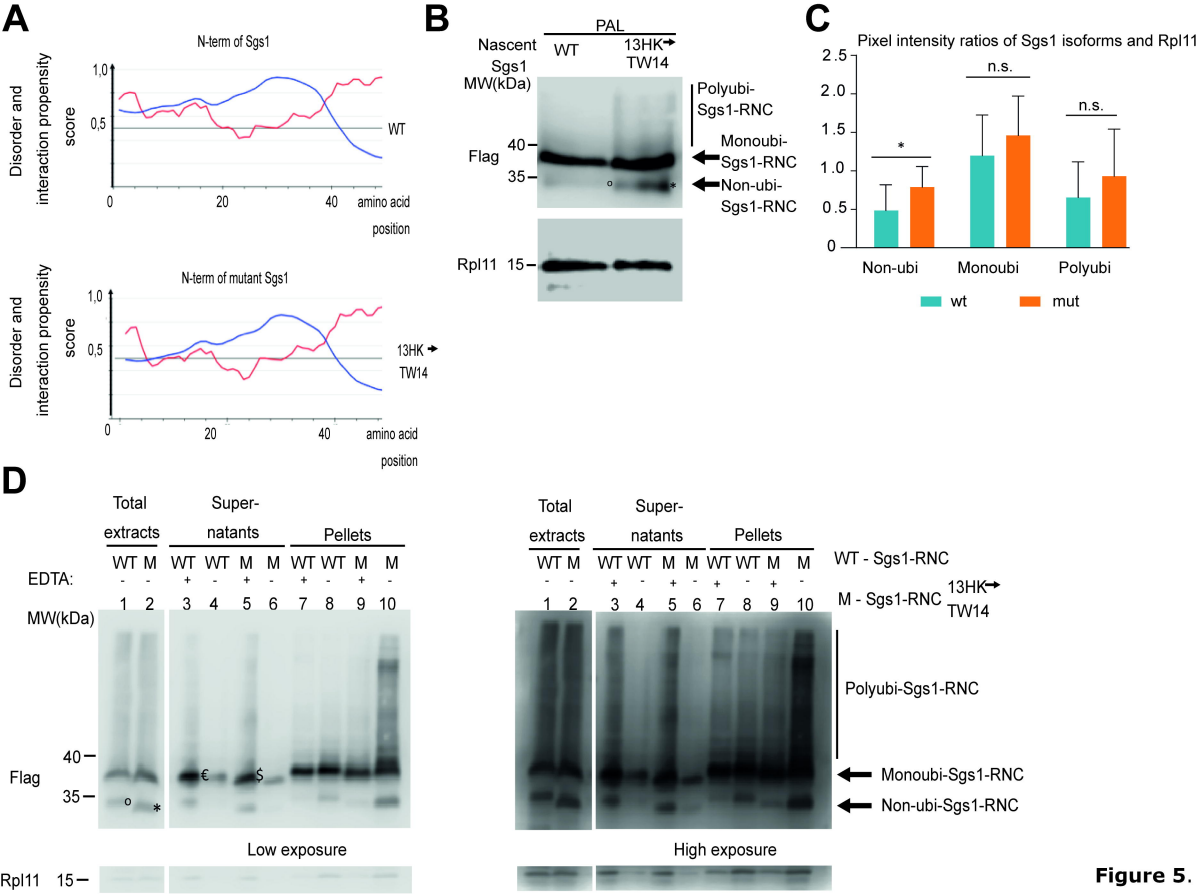 A
N-term of Sgs1
Disorder and
interaction propensity
score
1,0
0,5
WT
0
20
40
amino acid
position
N-term of mutant Sgs1
Disorder and
interaction propensity
score
1,0
0,5
13HK →
TW14
0
20
40
amino acid
position
B
PAL
Nascent
Sgs1
WT
13HK→
TW14
MW(kDa)
Polyubi-
Sgs1-RNC
Flag
40
35
Monoubi-
Sgs1-RNC
o
*
Non-ubi-
Sgs1-RNC
Rpl11
15
C
Pixel intensity ratios of Sgs1 isoforms and Rpl11
2.5
2.0
1.5
1.0
0.5
0
*
n.s.
n.s.
Non-ubi
Monoubi
Polyubi
wt
mut
D
Total
extracts
Super-
natants
Pellets
WT M WT WT M M WT WT M M
EDTA: - - + - + - + - + -
1 2 3 4 5 6 7 8 9 10
MW(kDa)
40
Flag
35
€
$
o
*
Low exposure
Rpl11 15
Total
extracts
Super-
natants
Pellets
WT M WT WT M M WT WT M M
- - + - + - + - + -
1 2 3 4 5 6 7 8 9 10
WT - Sgs1-RNC
M - Sgs1-RNC 13HK→
TW14
Polyubi-Sgs1-RNC
Monoubi-Sgs1-RNC
Non-ubi-Sgs1-RNC
High exposure
Figure 5.